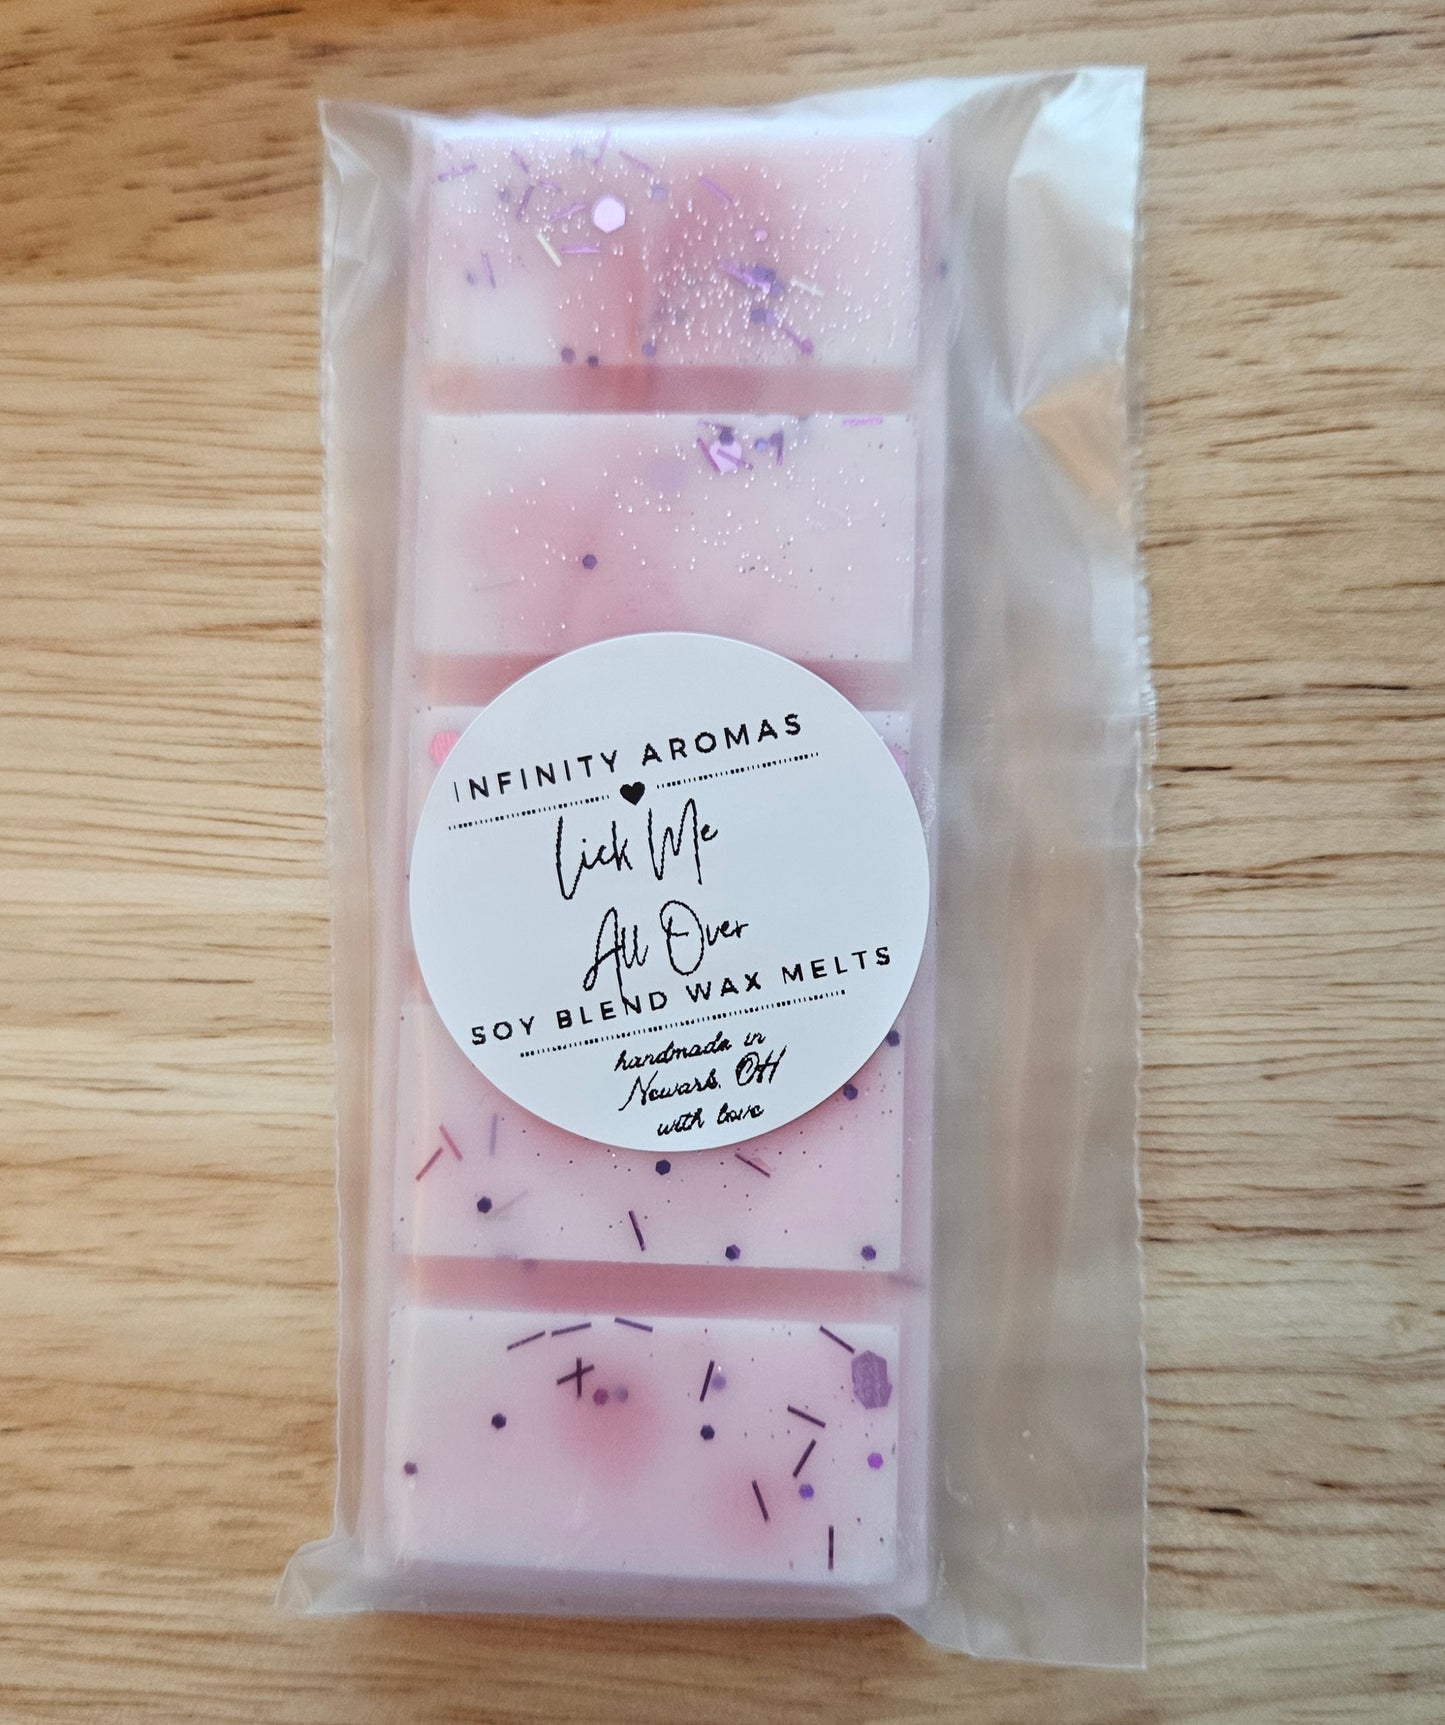 INFINITY AROMAS
Lick Me
All Over
SOY BLEND WAX MELTS
handmade in
Newark, OH
with love